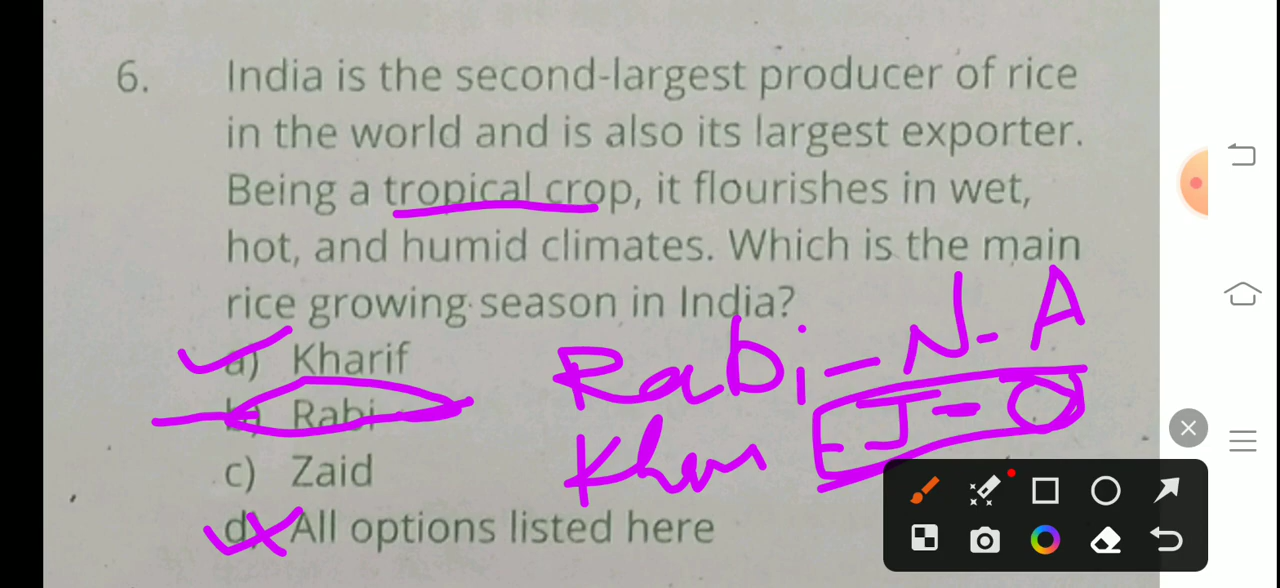 6. India is the second-largest producer of rice
in the world and is also its largest exporter.
Being a tropical crop, it flourishes in wet,
hot, and humid climates. Which is the main
rice growing season in India?
a) Kharif
b) Rabi
c) Zaid
d) All options listed here
Rabi - N - A
J - O